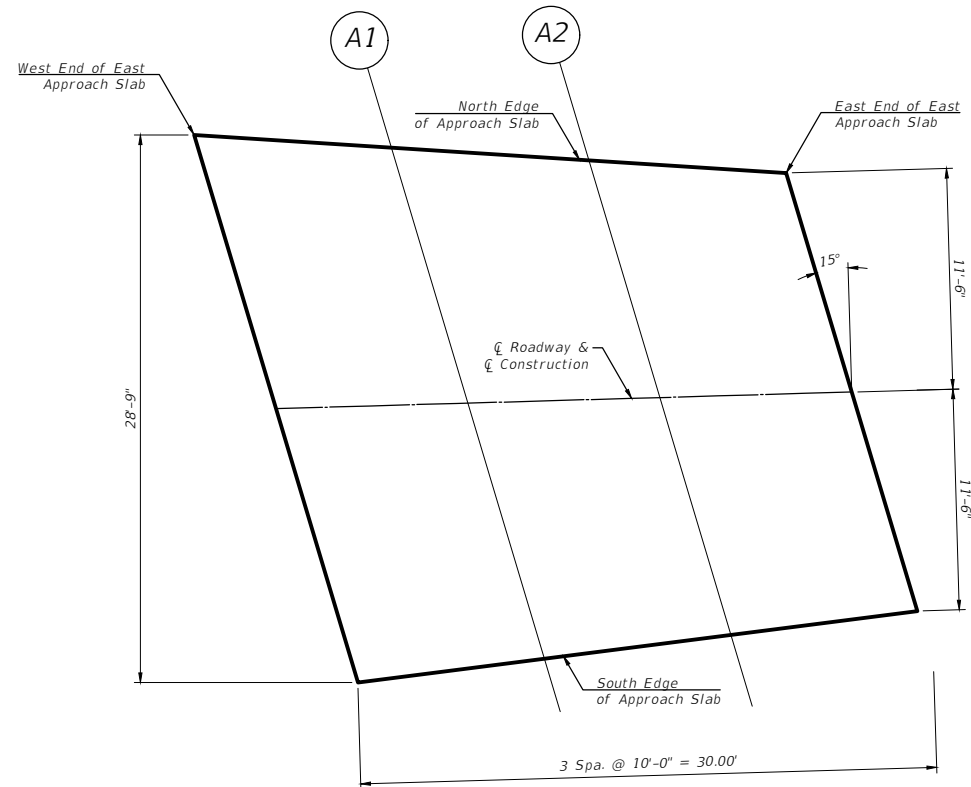 A1
A2
West End of East
Approach Slab
North Edge
of Approach Slab
East End of East
Approach Slab
15°
11'-6"
℄ Roadway &
℄ Construction
28'-9"
11'-6"
South Edge
of Approach Slab
3 Spa. @ 10'-0" = 30.00'